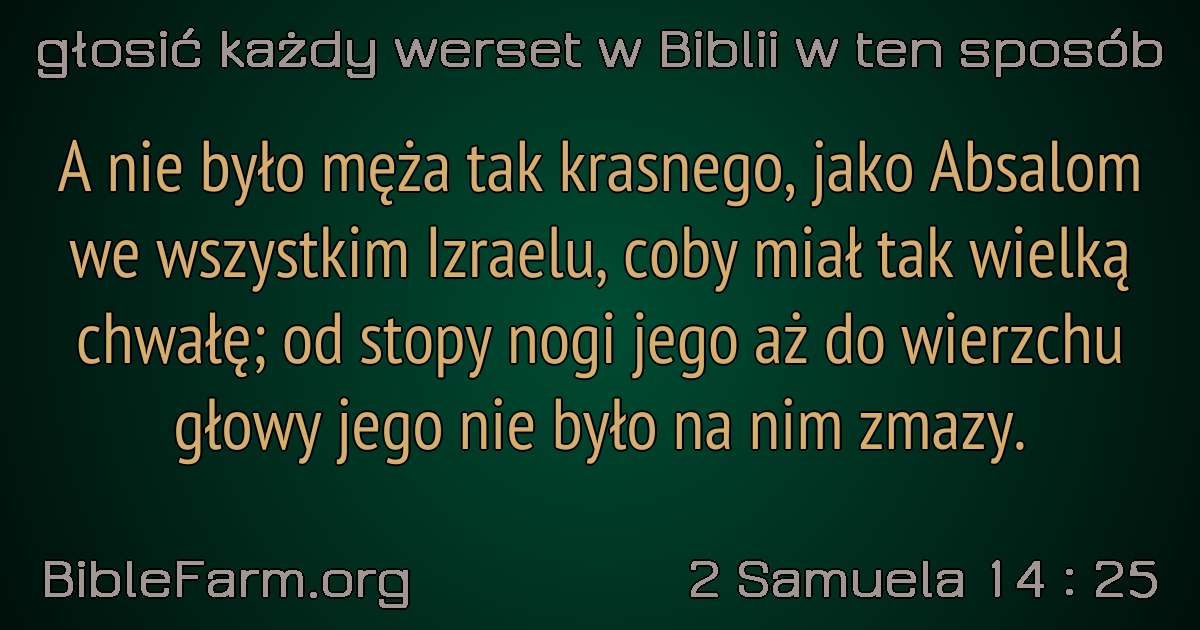 głosić każdy werset w Biblii w ten sposób
A nie było męża tak krasnego, jako Absalom
we wszystkim Izraelu, coby miał tak wielką
chwałę; od stopy nogi jego aż do wierzchu
głowy jego nie było na nim zmazy.
BibleFarm.org
2 Samuela 14 : 25